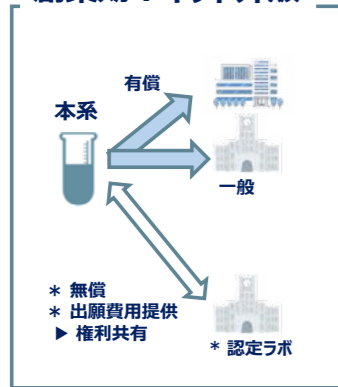 有償
本系
一般
* 無償
* 出願費用提供
▶ 権利共有
* 認定ラボ